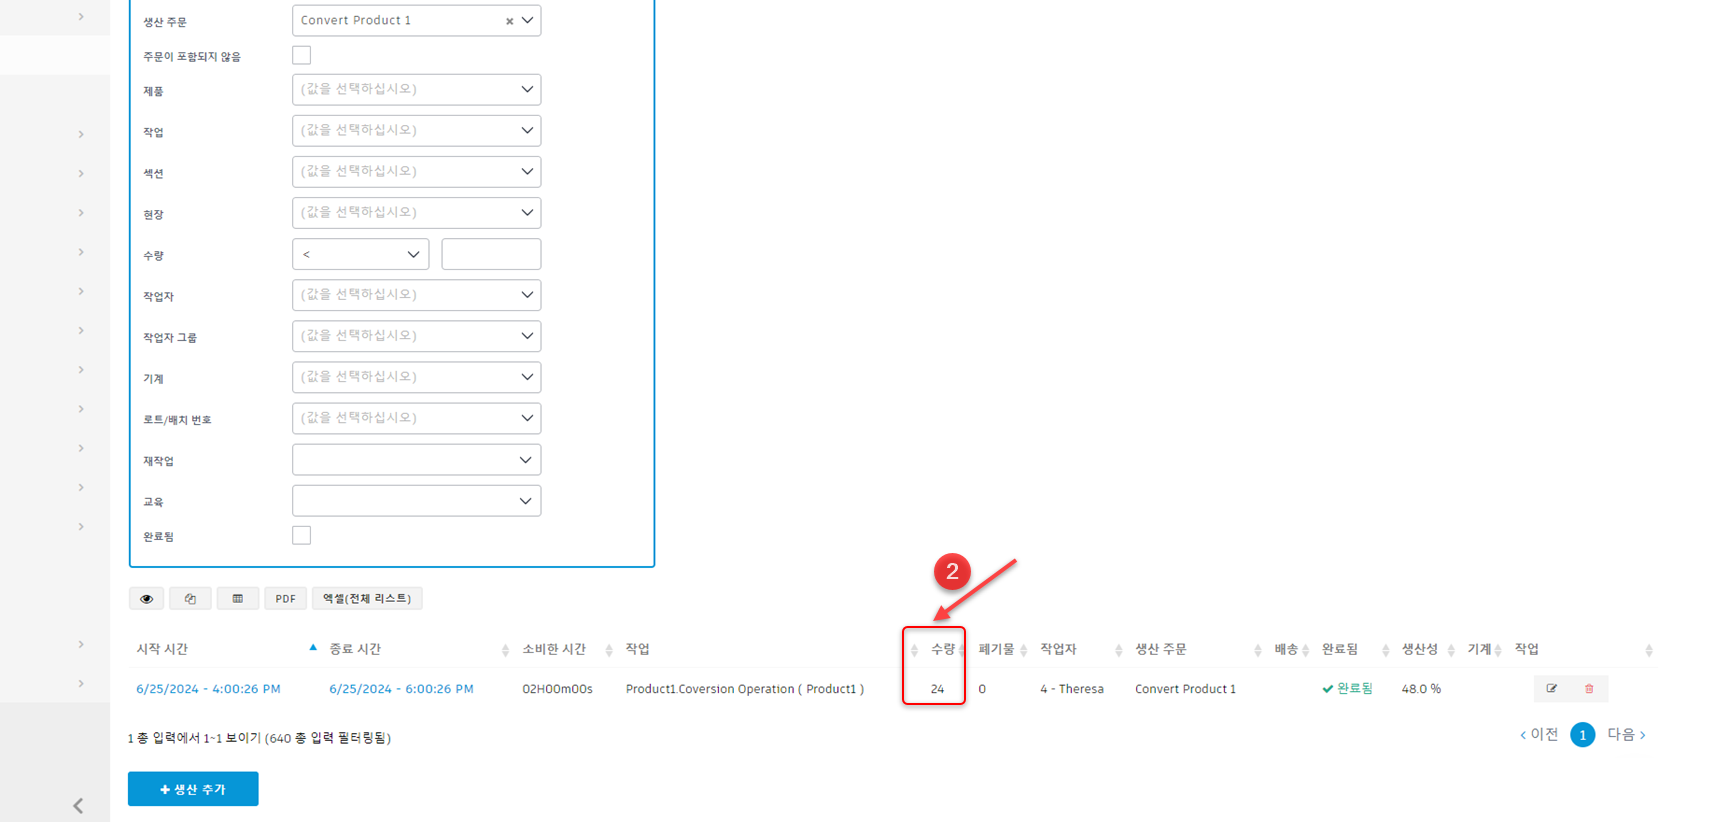 생산 주문 Convert Product 1 ×
주문이 포함되지 않음
제품 (값을 선택하십시오)
작업 (값을 선택하십시오)
섹션 (값을 선택하십시오)
현장 (값을 선택하십시오)
수량 <
작업자 (값을 선택하십시오)
작업자 그룹 (값을 선택하십시오)
기계 (값을 선택하십시오)
로트/배치 번호 (값을 선택하십시오)
재작업
교육
완료됨
2
PDF 엑셀(전체 리스트)
시작 시간 종료 시간 소비한 시간 작업 수량 폐기물 작업자 생산 주문 배송 완료됨 생산성 기계 작업
6/25/2024 - 4:00:26 PM 6/25/2024 - 6:00:26 PM 02H00m00s Product1.Coversion Operation ( Product1 ) 24 0 4 - Theresa Convert Product 1 완료됨 48.0 %
1 총 입력에서 1~1 보이기 (640 총 입력 필터링됨) ‹ 이전 1 다음 ›
+ 생산 추가